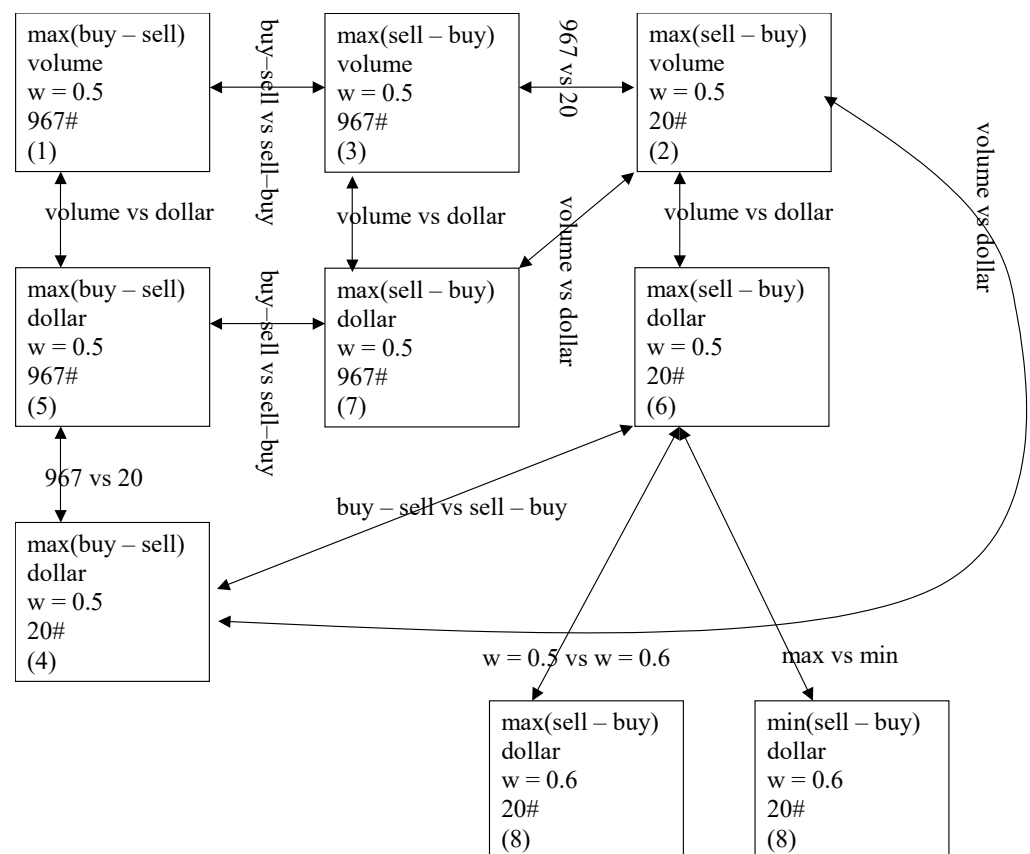 max(buy – sell)
volume
w = 0.5
967#
(1)
buy–sell vs sell–buy
max(sell – buy)
volume
w = 0.5
967#
(3)
967 vs 20
max(sell – buy)
volume
w = 0.5
20#
(2)
volume vs dollar
volume vs dollar
volume vs dollar
volume vs dollar
volume vs dollar
max(buy – sell)
dollar
w = 0.5
967#
(5)
buy–sell vs sell–buy
max(sell – buy)
dollar
w = 0.5
967#
(7)
max(sell – buy)
dollar
w = 0.5
20#
(6)
967 vs 20
buy – sell vs sell – buy
max(buy – sell)
dollar
w = 0.5
20#
(4)
w = 0.5 vs w = 0.6
max vs min
max(sell – buy)
dollar
w = 0.6
20#
(8)
min(sell – buy)
dollar
w = 0.6
20#
(8)